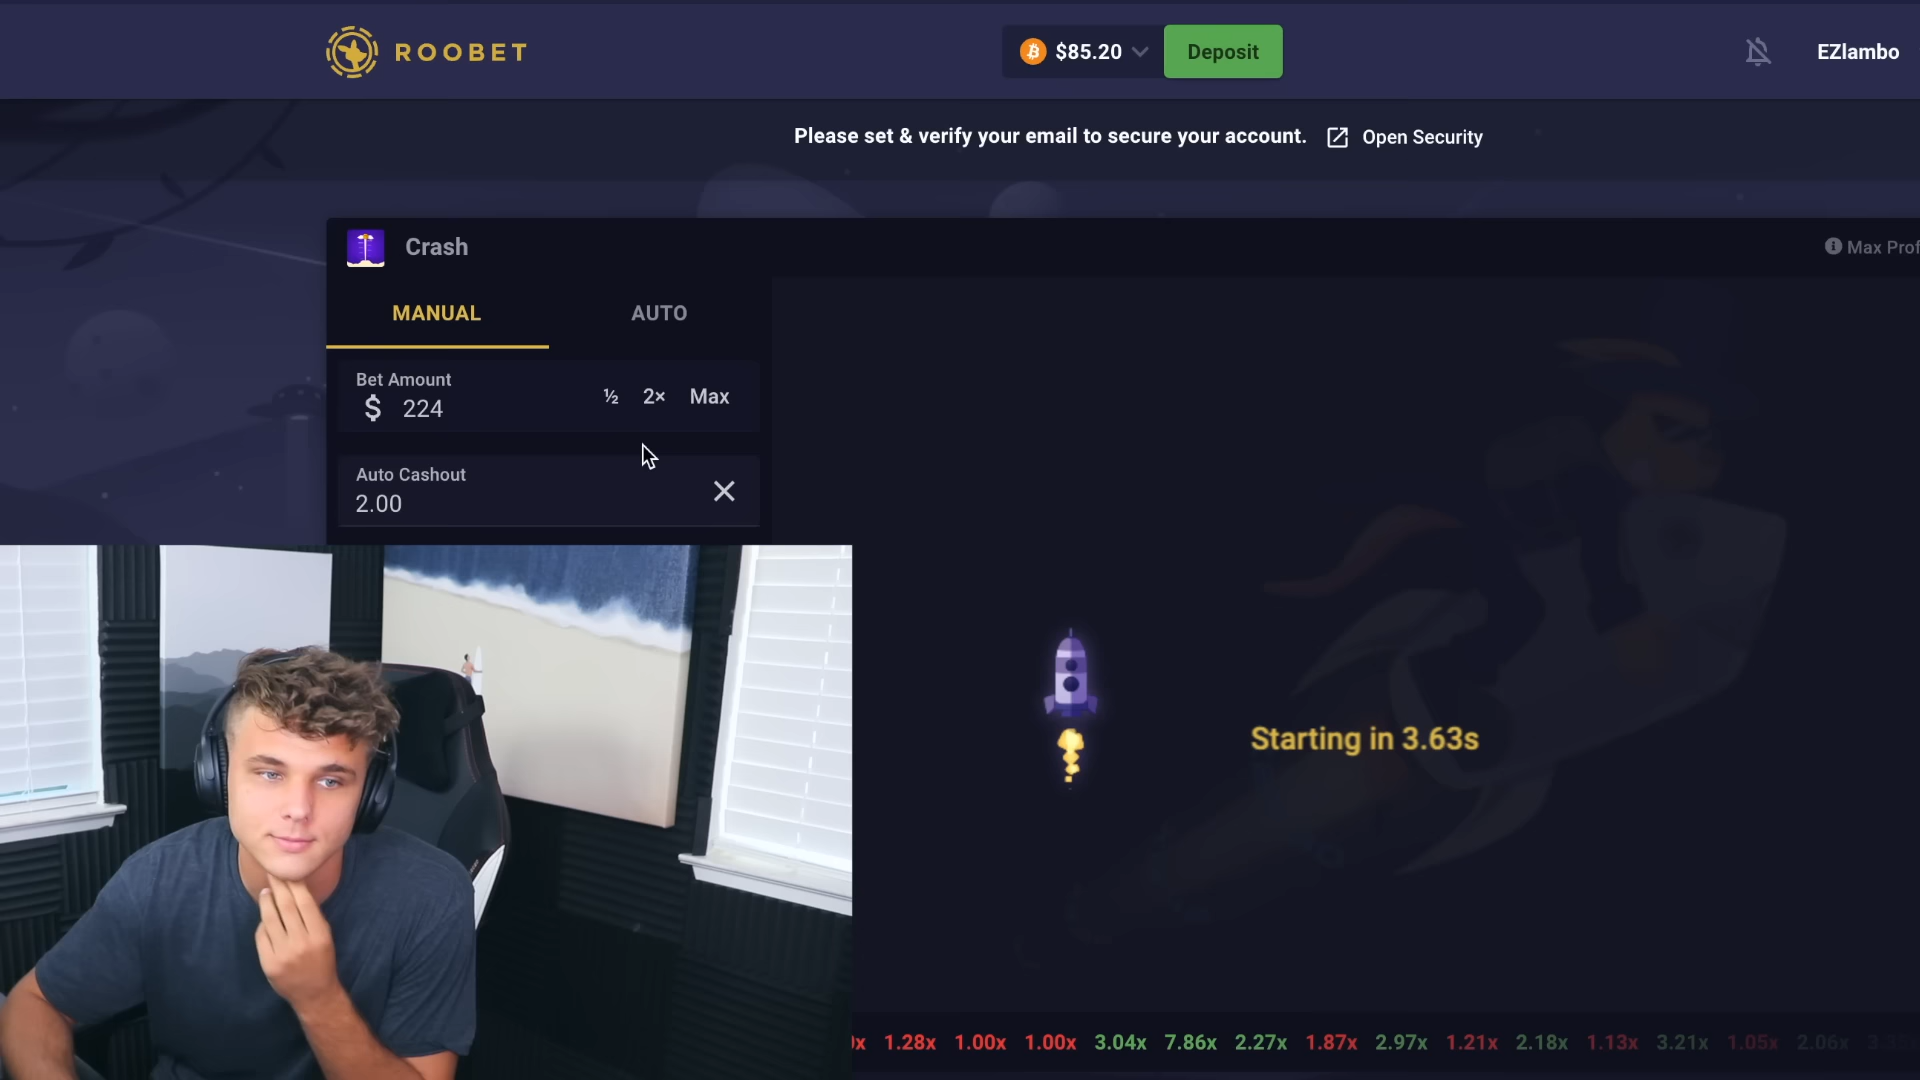 ROOBET
$85.20
Deposit
EZlambo
Please set & verify your email to secure your account.
Open Security
Crash
Max Prof
MANUAL
AUTO
Bet Amount
$ 224
½ 2× Max
Auto Cashout
2.00
Starting in 3.63s
x 1.28x 1.00x 1.00x 3.04x 7.86x 2.27x 1.87x 2.97x 1.21x 2.18x 1.13x 3.21x 1.05x 2.06x